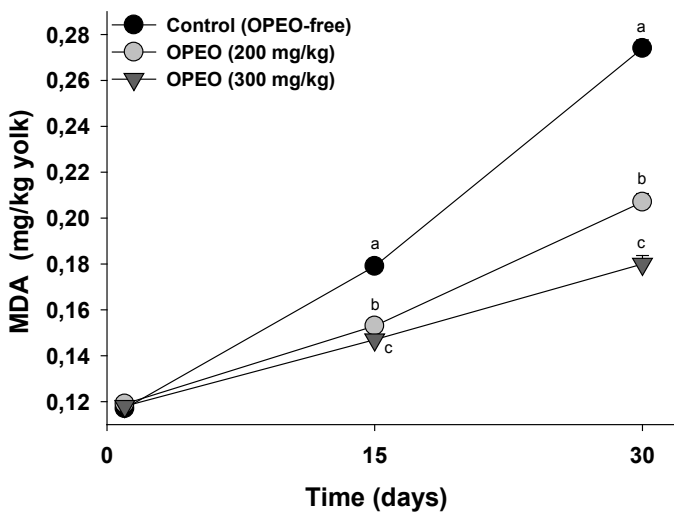 Control (OPEO-free)
OPEO (200 mg/kg)
OPEO (300 mg/kg)
MDA (mg/kg yolk)
0,28
0,26
0,24
0,22
0,20
0,18
0,16
0,14
0,12
a
a
b
b
c
c
0
15
30
Time (days)